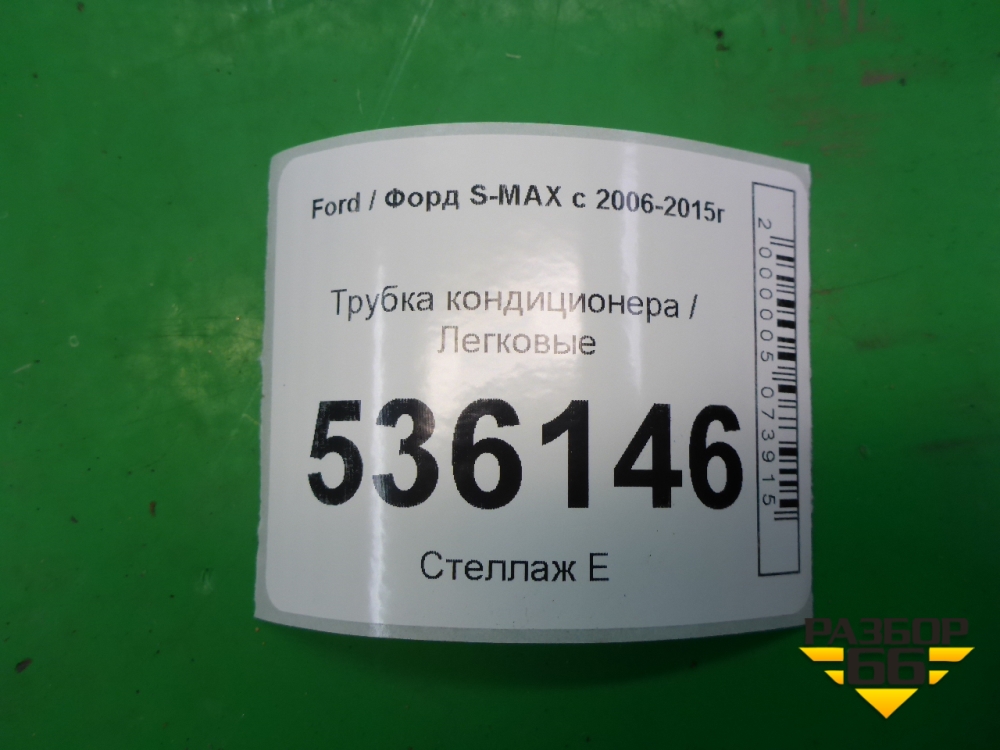 Ford / Форд S-MAX с 2006-2015г
Трубка кондиционера /
Легковые
536146
Стеллаж Е
2000005073915
РАЗБОР
66